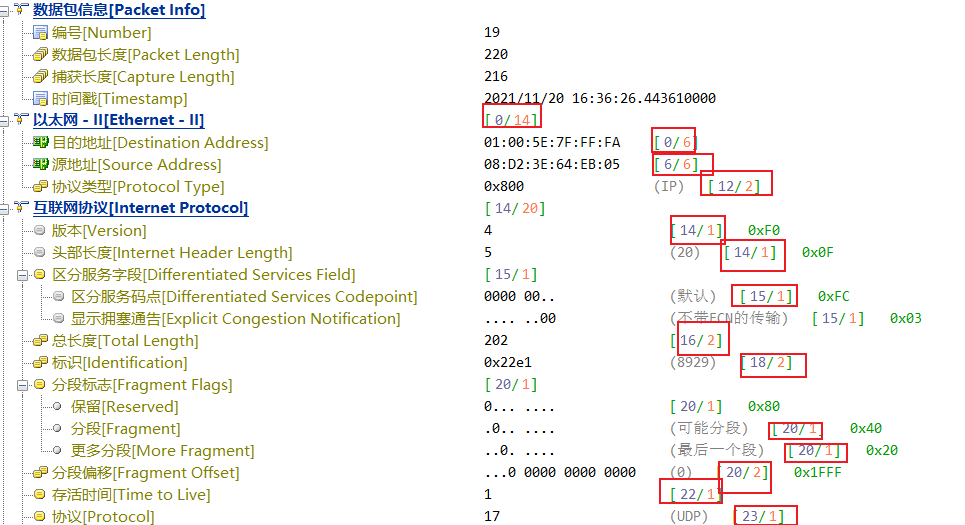 数据包信息[Packet Info]
编号[Number] 19
数据包长度[Packet Length] 220
捕获长度[Capture Length] 216
时间戳[Timestamp] 2021/11/20 16:36:26.443610000
以太网 - II[Ethernet - II] [0/14]
目的地址[Destination Address] 01:00:5E:7F:FF:FA [0/6]
源地址[Source Address] 08:D2:3E:64:EB:05 [6/6]
协议类型[Protocol Type] 0x800 (IP) [12/2]
互联网协议[Internet Protocol] [14/20]
版本[Version] 4 [14/1] 0xF0
头部长度[Internet Header Length] 5 (20) [14/1] 0x0F
区分服务字段[Differentiated Services Field] [15/1]
区分服务码点[Differentiated Services Codepoint] 0000 00.. (默认) [15/1] 0xFC
显示拥塞通告[Explicit Congestion Notification] .... ..00 (不带ECN的传输) [15/1] 0x03
总长度[Total Length] 202 [16/2]
标识[Identification] 0x22e1 (8929) [18/2]
分段标志[Fragment Flags] [20/1]
保留[Reserved] 0... .... [20/1] 0x80
分段[Fragment] .0.. .... (可能分段) [20/1] 0x40
更多分段[More Fragment] ..0. .... (最后一个段) [20/1] 0x20
分段偏移[Fragment Offset] ...0 0000 0000 0000 (0) [20/2] 0x1FFF
存活时间[Time to Live] 1 [22/1]
协议[Protocol] 17 (UDP) [23/1]